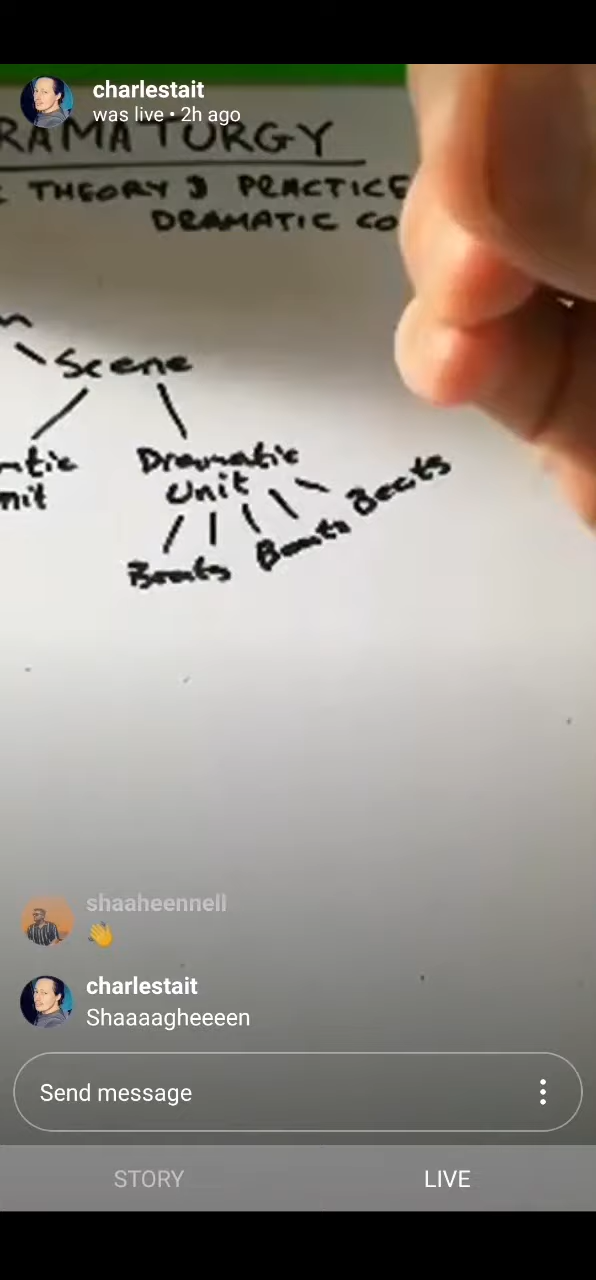 charlestait
was live • 2h ago
RAMATURGY
THEORY & PRACTICE
DRAMATIC CO
Scene
Dramatic
Unit
Beats
Beats
Beats
shaaheennell
👋
charlestait
Shaaaagheeeen
Send message
STORY
LIVE